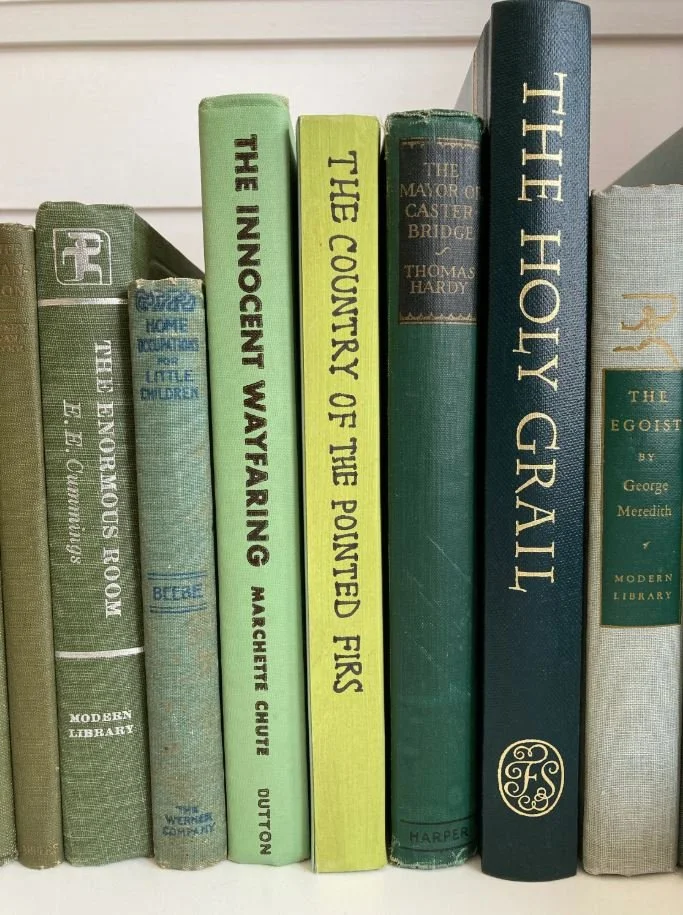 THE ENORMOUS ROOM
E. E. Cummings
MODERN
LIBRARY
HOME
OCCUPATIONS
FOR
LITTLE
CHILDREN
BEEBE
THE
WERNER
COMPANY
THE INNOCENT WAYFARING
MARCHETTE CHUTE
DUTTON
THE COUNTRY OF THE POINTED FIRS
THE
MAYOR OF
CASTER
BRIDGE
THOMAS
HARDY
HARPER
THE HOLY GRAIL
FS
THE
EGOIST
BY
George
Meredith
MODERN
LIBRARY